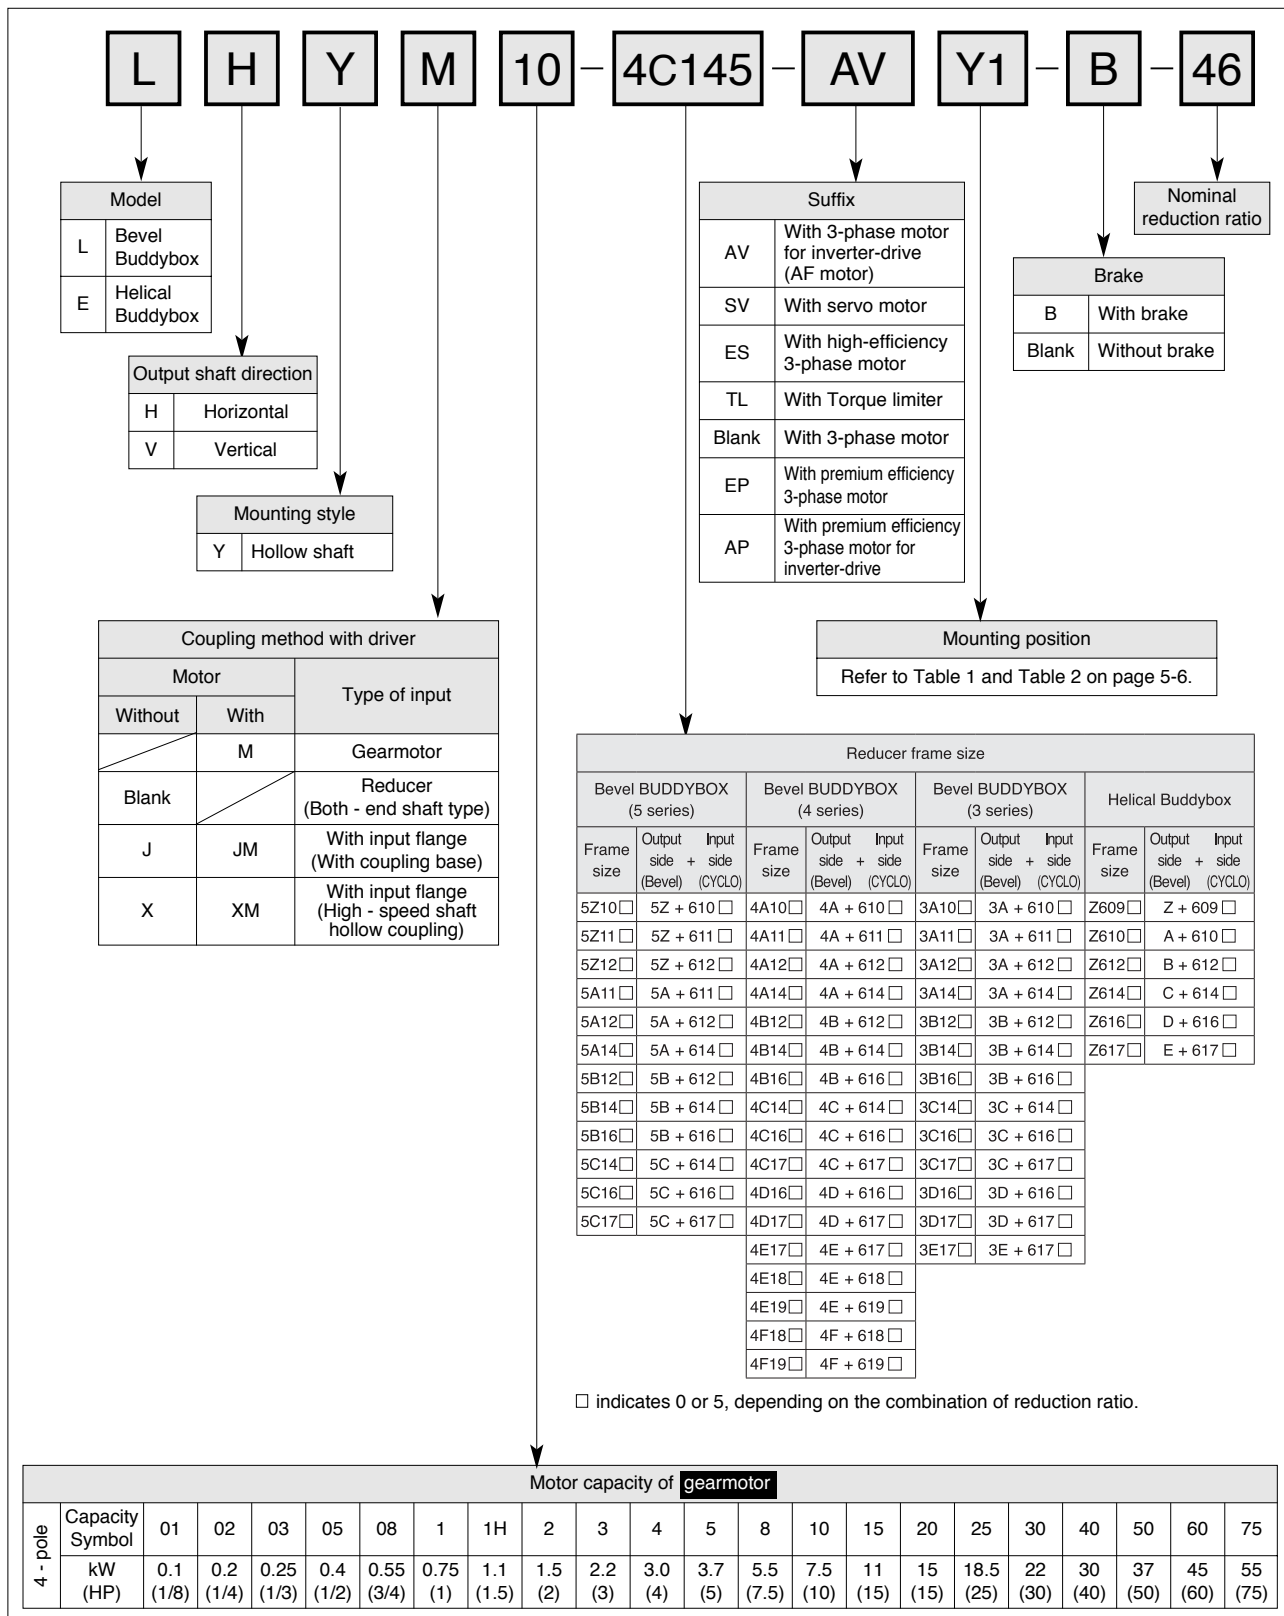 L H Y M 10 - 4C145 - AV Y1 - B - 46
Model
L Bevel Buddybox
E Helical Buddybox
Output shaft direction
H Horizontal
V Vertical
Mounting style
Y Hollow shaft
Coupling method with driver
Motor Type of input
Without With
M Gearmotor
Blank Reducer
(Both - end shaft type)
J JM With input flange
(With coupling base)
X XM With input flange
(High - speed shaft
hollow coupling)
Suffix
AV With 3-phase motor
for inverter-drive
(AF motor)
SV With servo motor
ES With high-efficiency
3-phase motor
TL With Torque limiter
Blank With 3-phase motor
EP With premium efficiency
3-phase motor
AP With premium efficiency
3-phase motor for
inverter-drive
Nominal
reduction ratio
Brake
B With brake
Blank Without brake
Mounting position
Refer to Table 1 and Table 2 on page 5-6.
Reducer frame size
Bevel BUDDYBOX (5 series) Bevel BUDDYBOX (4 series) Bevel BUDDYBOX (3 series) Helical Buddybox
Frame size Output side (Bevel) + Input side (CYCLO) Frame size Output side (Bevel) + Input side (CYCLO) Frame size Output side (Bevel) + Input side (CYCLO) Frame size Output side (Bevel) + Input side (CYCLO)
5Z10□ 5Z + 610□ 4A10□ 4A + 610□ 3A10□ 3A + 610□ Z609□ Z + 609□
5Z11□ 5Z + 611□ 4A11□ 4A + 611□ 3A11□ 3A + 611□ Z610□ A + 610□
5Z12□ 5Z + 612□ 4A12□ 4A + 612□ 3A12□ 3A + 612□ Z612□ B + 612□
5A11□ 5A + 611□ 4A14□ 4A + 614□ 3A14□ 3A + 614□ Z614□ C + 614□
5A12□ 5A + 612□ 4B12□ 4B + 612□ 3B12□ 3B + 612□ Z616□ D + 616□
5A14□ 5A + 614□ 4B14□ 4B + 614□ 3B14□ 3B + 614□ Z617□ E + 617□
5B12□ 5B + 612□ 4B16□ 4B + 616□ 3B16□ 3B + 616□
5B14□ 5B + 614□ 4C14□ 4C + 614□ 3C14□ 3C + 614□
5B16□ 5B + 616□ 4C16□ 4C + 616□ 3C16□ 3C + 616□
5C14□ 5C + 614□ 4C17□ 4C + 617□ 3C17□ 3C + 617□
5C16□ 5C + 616□ 4D16□ 4D + 616□ 3D16□ 3D + 616□
5C17□ 5C + 617□ 4D17□ 4D + 617□ 3D17□ 3D + 617□
4E17□ 4E + 617□ 3E17□ 3E + 617□
4E18□ 4E + 618□
4E19□ 4E + 619□
4F18□ 4F + 618□
4F19□ 4F + 619□
□ indicates 0 or 5, depending on the combination of reduction ratio.
Motor capacity of gearmotor
4 - pole
Capacity Symbol 01 02 03 05 08 1 1H 2 3 4 5 8 10 15 20 25 30 40 50 60 75
kW 0.1 0.2 0.25 0.4 0.55 0.75 1.1 1.5 2.2 3.0 3.7 5.5 7.5 11 15 18.5 22 30 37 45 55
(HP) (1/8) (1/4) (1/3) (1/2) (3/4) (1) (1.5) (2) (3) (4) (5) (7.5) (10) (15) (15) (25) (30) (40) (50) (60) (75)